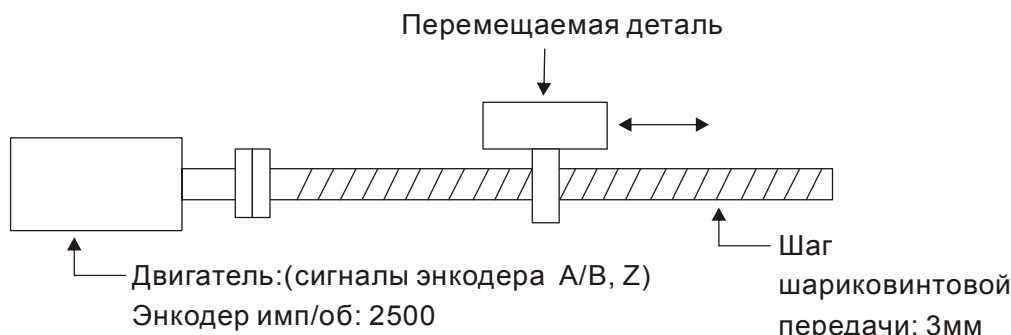 Перемещаемая деталь
Двигатель:(сигналы энкодера A/B, Z)
Энкодер имп/об: 2500
Шаг
шариковинтовой
передачи: 3мм